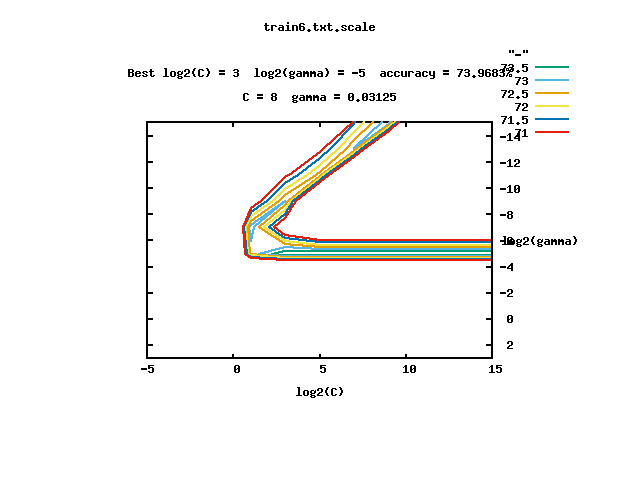 train6.txt.scale
"-"
Best log2(C) = 3  log2(gamma) = -5  accuracy = 73.9683%
73.5
73
72.5
72
71.5
71
C = 8  gamma = 0.03125
-14
-12
-10
-8
-6
log2(gamma)
-4
-2
0
2
-5 0 5 10 15
log2(C)